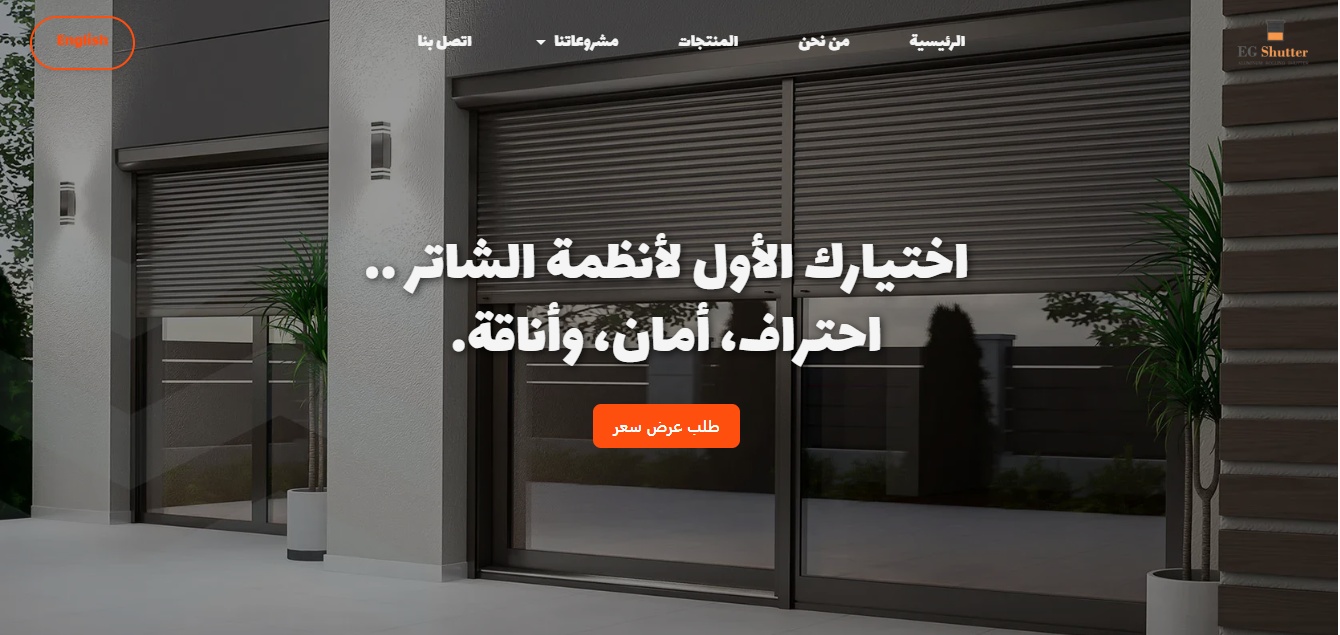 EG Shutter
الرئيسية
من نحن
المنتجات
مشروعاتنا
اتصل بنا
English
اختيارك الأول لأنظمة الشاتر ..
احتراف، أمان، وأناقة.
طلب عرض سعر